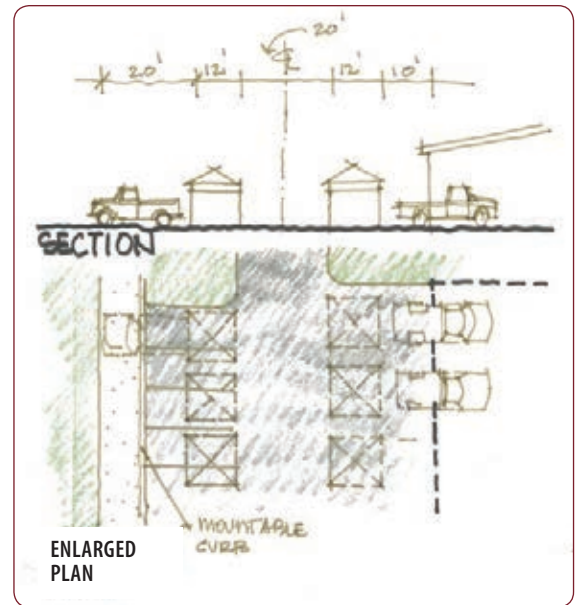 20'
20' 12' ℄ 12' 10'
SECTION
MOUNTABLE
CURB
ENLARGED
PLAN